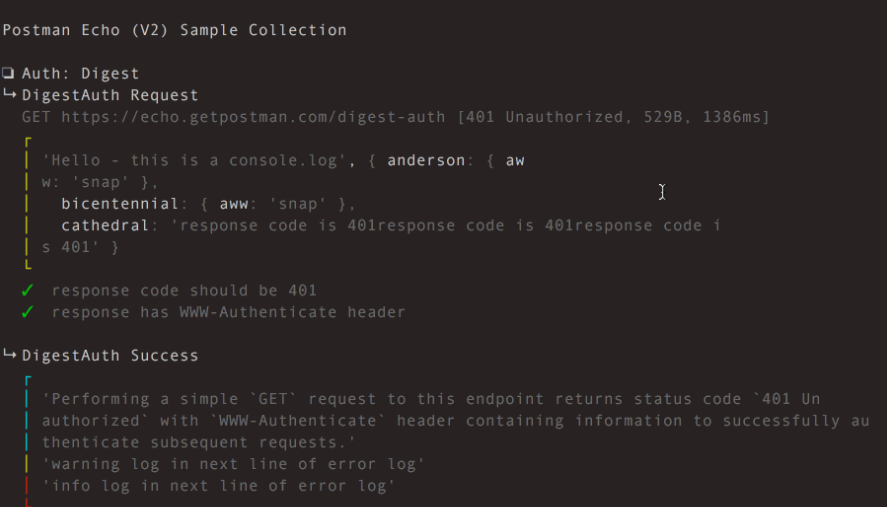 Postman Echo (V2) Sample Collection
❏ Auth: Digest
↳ DigestAuth Request
GET https://echo.getpostman.com/digest-auth [401 Unauthorized, 529B, 1386ms]
'Hello - this is a console.log', { anderson: { aw
w: 'snap' },
bicentennial: { aww: 'snap' },
cathedral: 'response code is 401response code is 401response code i
s 401' }
✓ response code should be 401
✓ response has WWW-Authenticate header
↳ DigestAuth Success
'Performing a simple `GET` request to this endpoint returns status code `401 Un
authorized` with `WWW-Authenticate` header containing information to successfully au
thenticate subsequent requests.'
'warning log in next line of error log'
'info log in next line of error log'